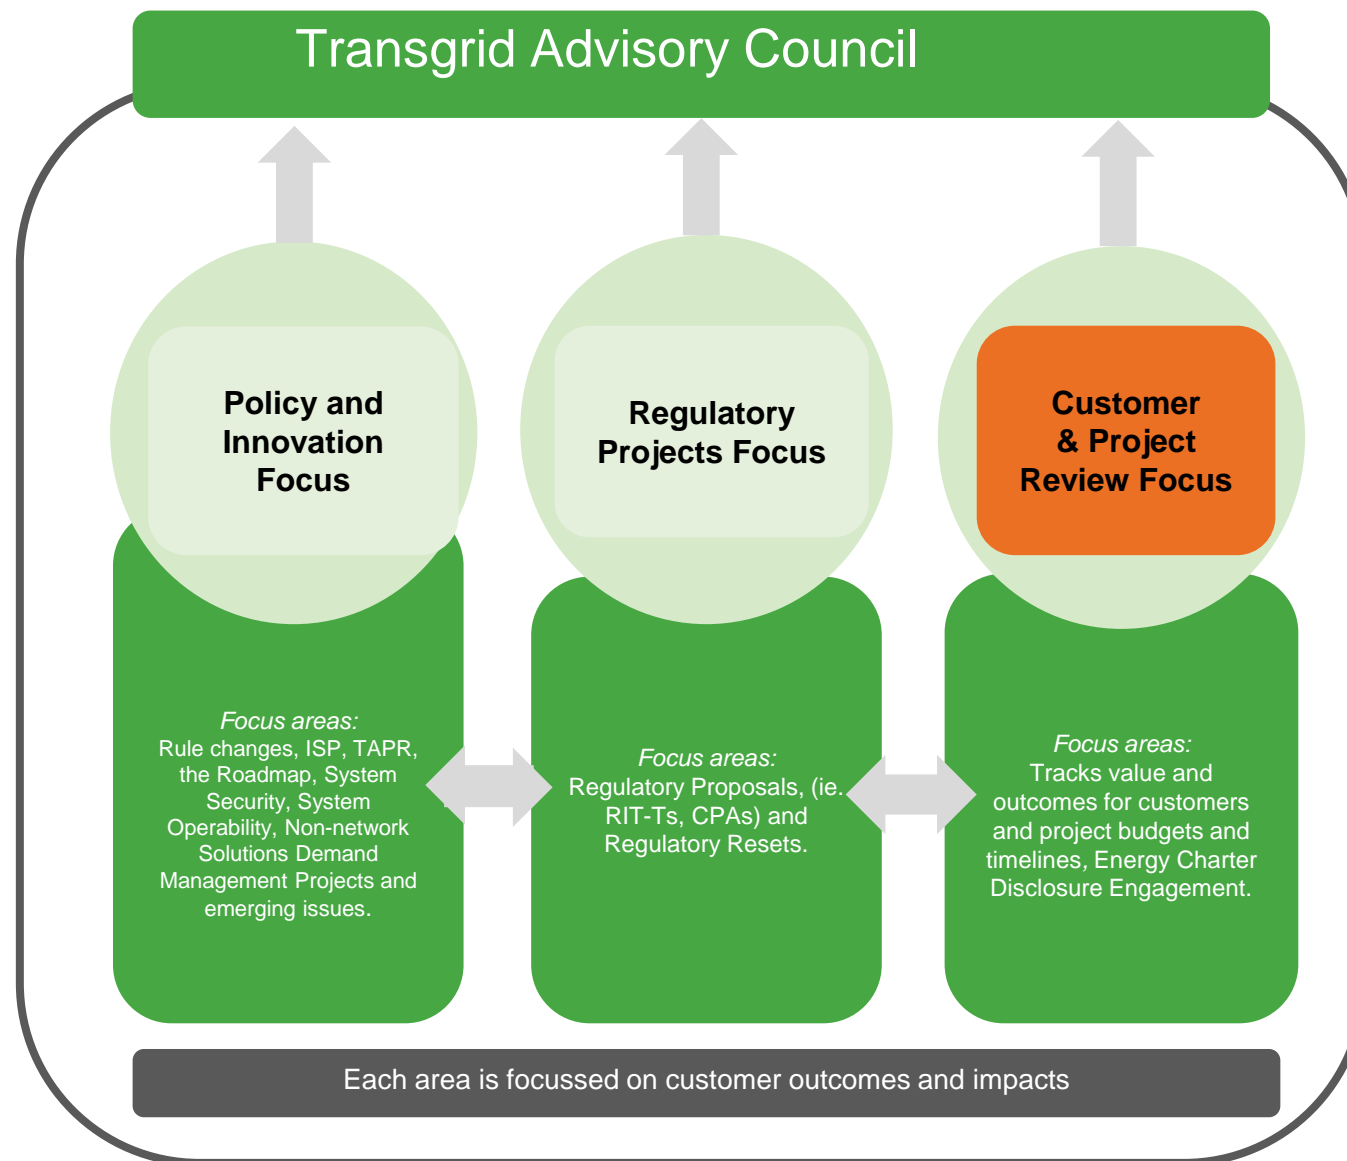 Transgrid Advisory Council
Policy and
Innovation
Focus
Regulatory
Projects Focus
Customer
& Project
Review Focus
Focus areas:
Rule changes, ISP, TAPR,
the Roadmap, System
Security, System
Operability, Non-network
Solutions Demand
Management Projects and
emerging issues.
Focus areas:
Regulatory Proposals, (ie.
RIT-Ts, CPAs) and
Regulatory Resets.
Focus areas:
Tracks value and
outcomes for customers
and project budgets and
timelines, Energy Charter
Disclosure Engagement.
Each area is focussed on customer outcomes and impacts